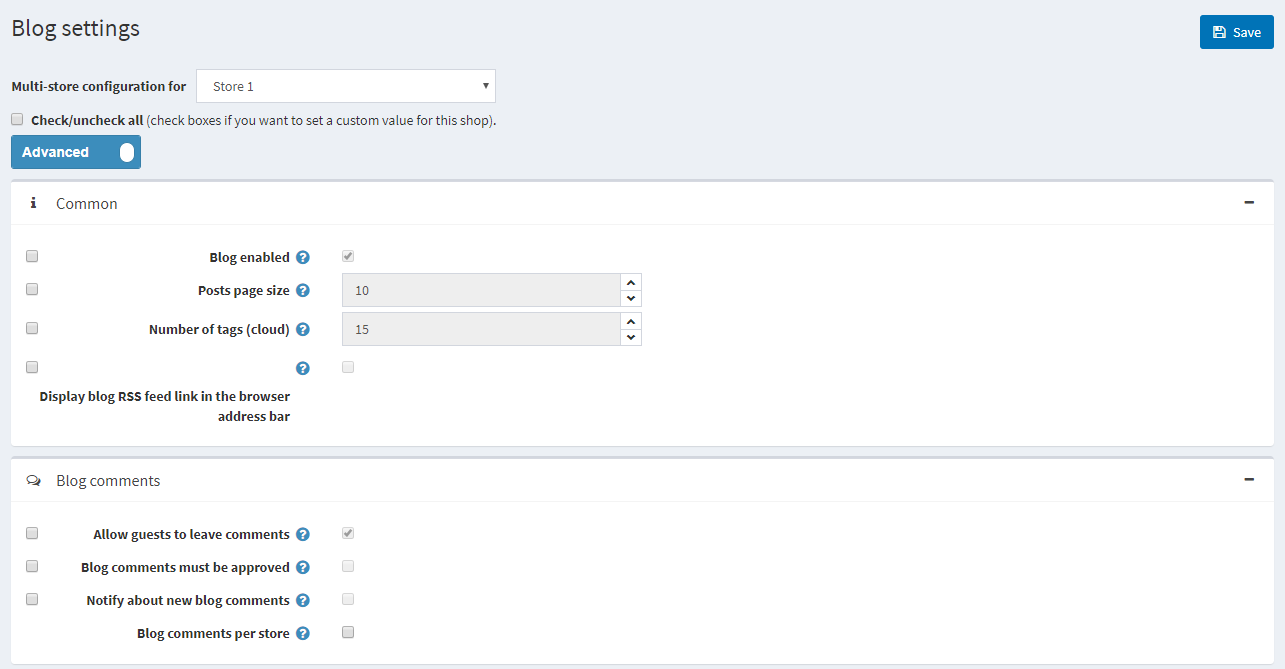 Blog settings
Save
Multi-store configuration for Store 1
Check/uncheck all (check boxes if you want to set a custom value for this shop).
Advanced
Common
Blog enabled
Posts page size 10
Number of tags (cloud) 15
Display blog RSS feed link in the browser
address bar
Blog comments
Allow guests to leave comments
Blog comments must be approved
Notify about new blog comments
Blog comments per store